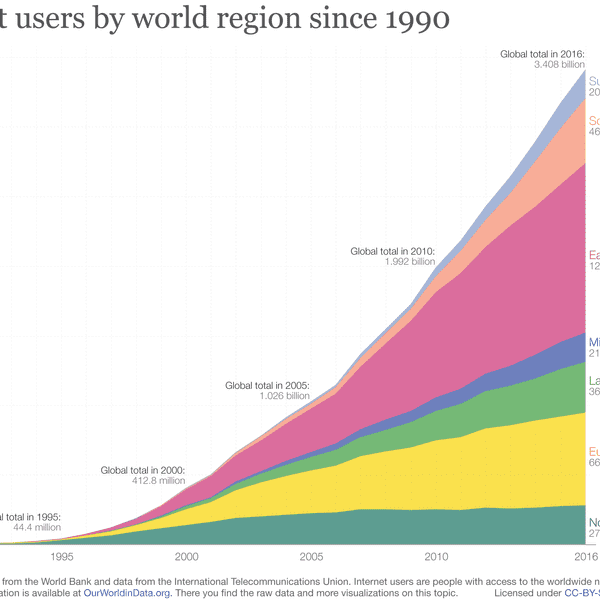 t users by world region since 1990
Global total in 2016:
3.408 billion
Su
20
So
46
Global total in 2010:
1.992 billion
Ea
12
Mi
21
Global total in 2005:
1.026 billion
La
36
Global total in 2000:
412.8 million
Eu
66
al total in 1995:
44.4 million
No
27
1995 2000 2005 2010 2016
from the World Bank and data from the International Telecommunications Union. Internet users are people with access to the worldwide n
ation is available at OurWorldinData.org. There you find the raw data and more visualizations on this topic. Licensed under CC-BY-S